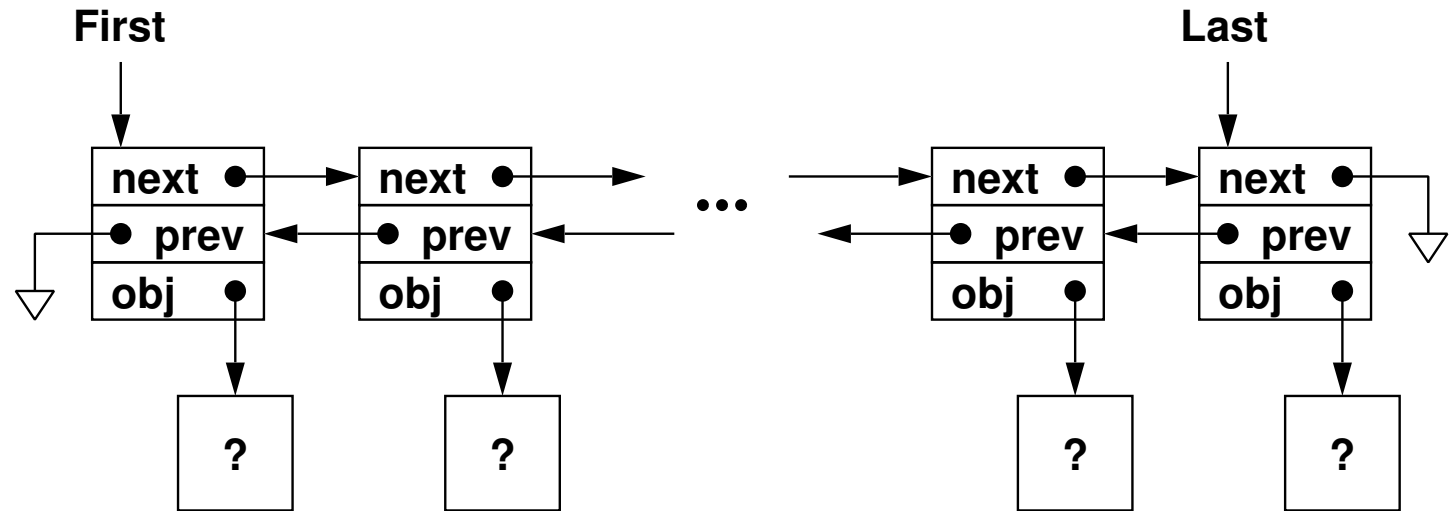 First Last
next next next next
...
prev prev prev prev
obj obj obj obj
? ? ? ?